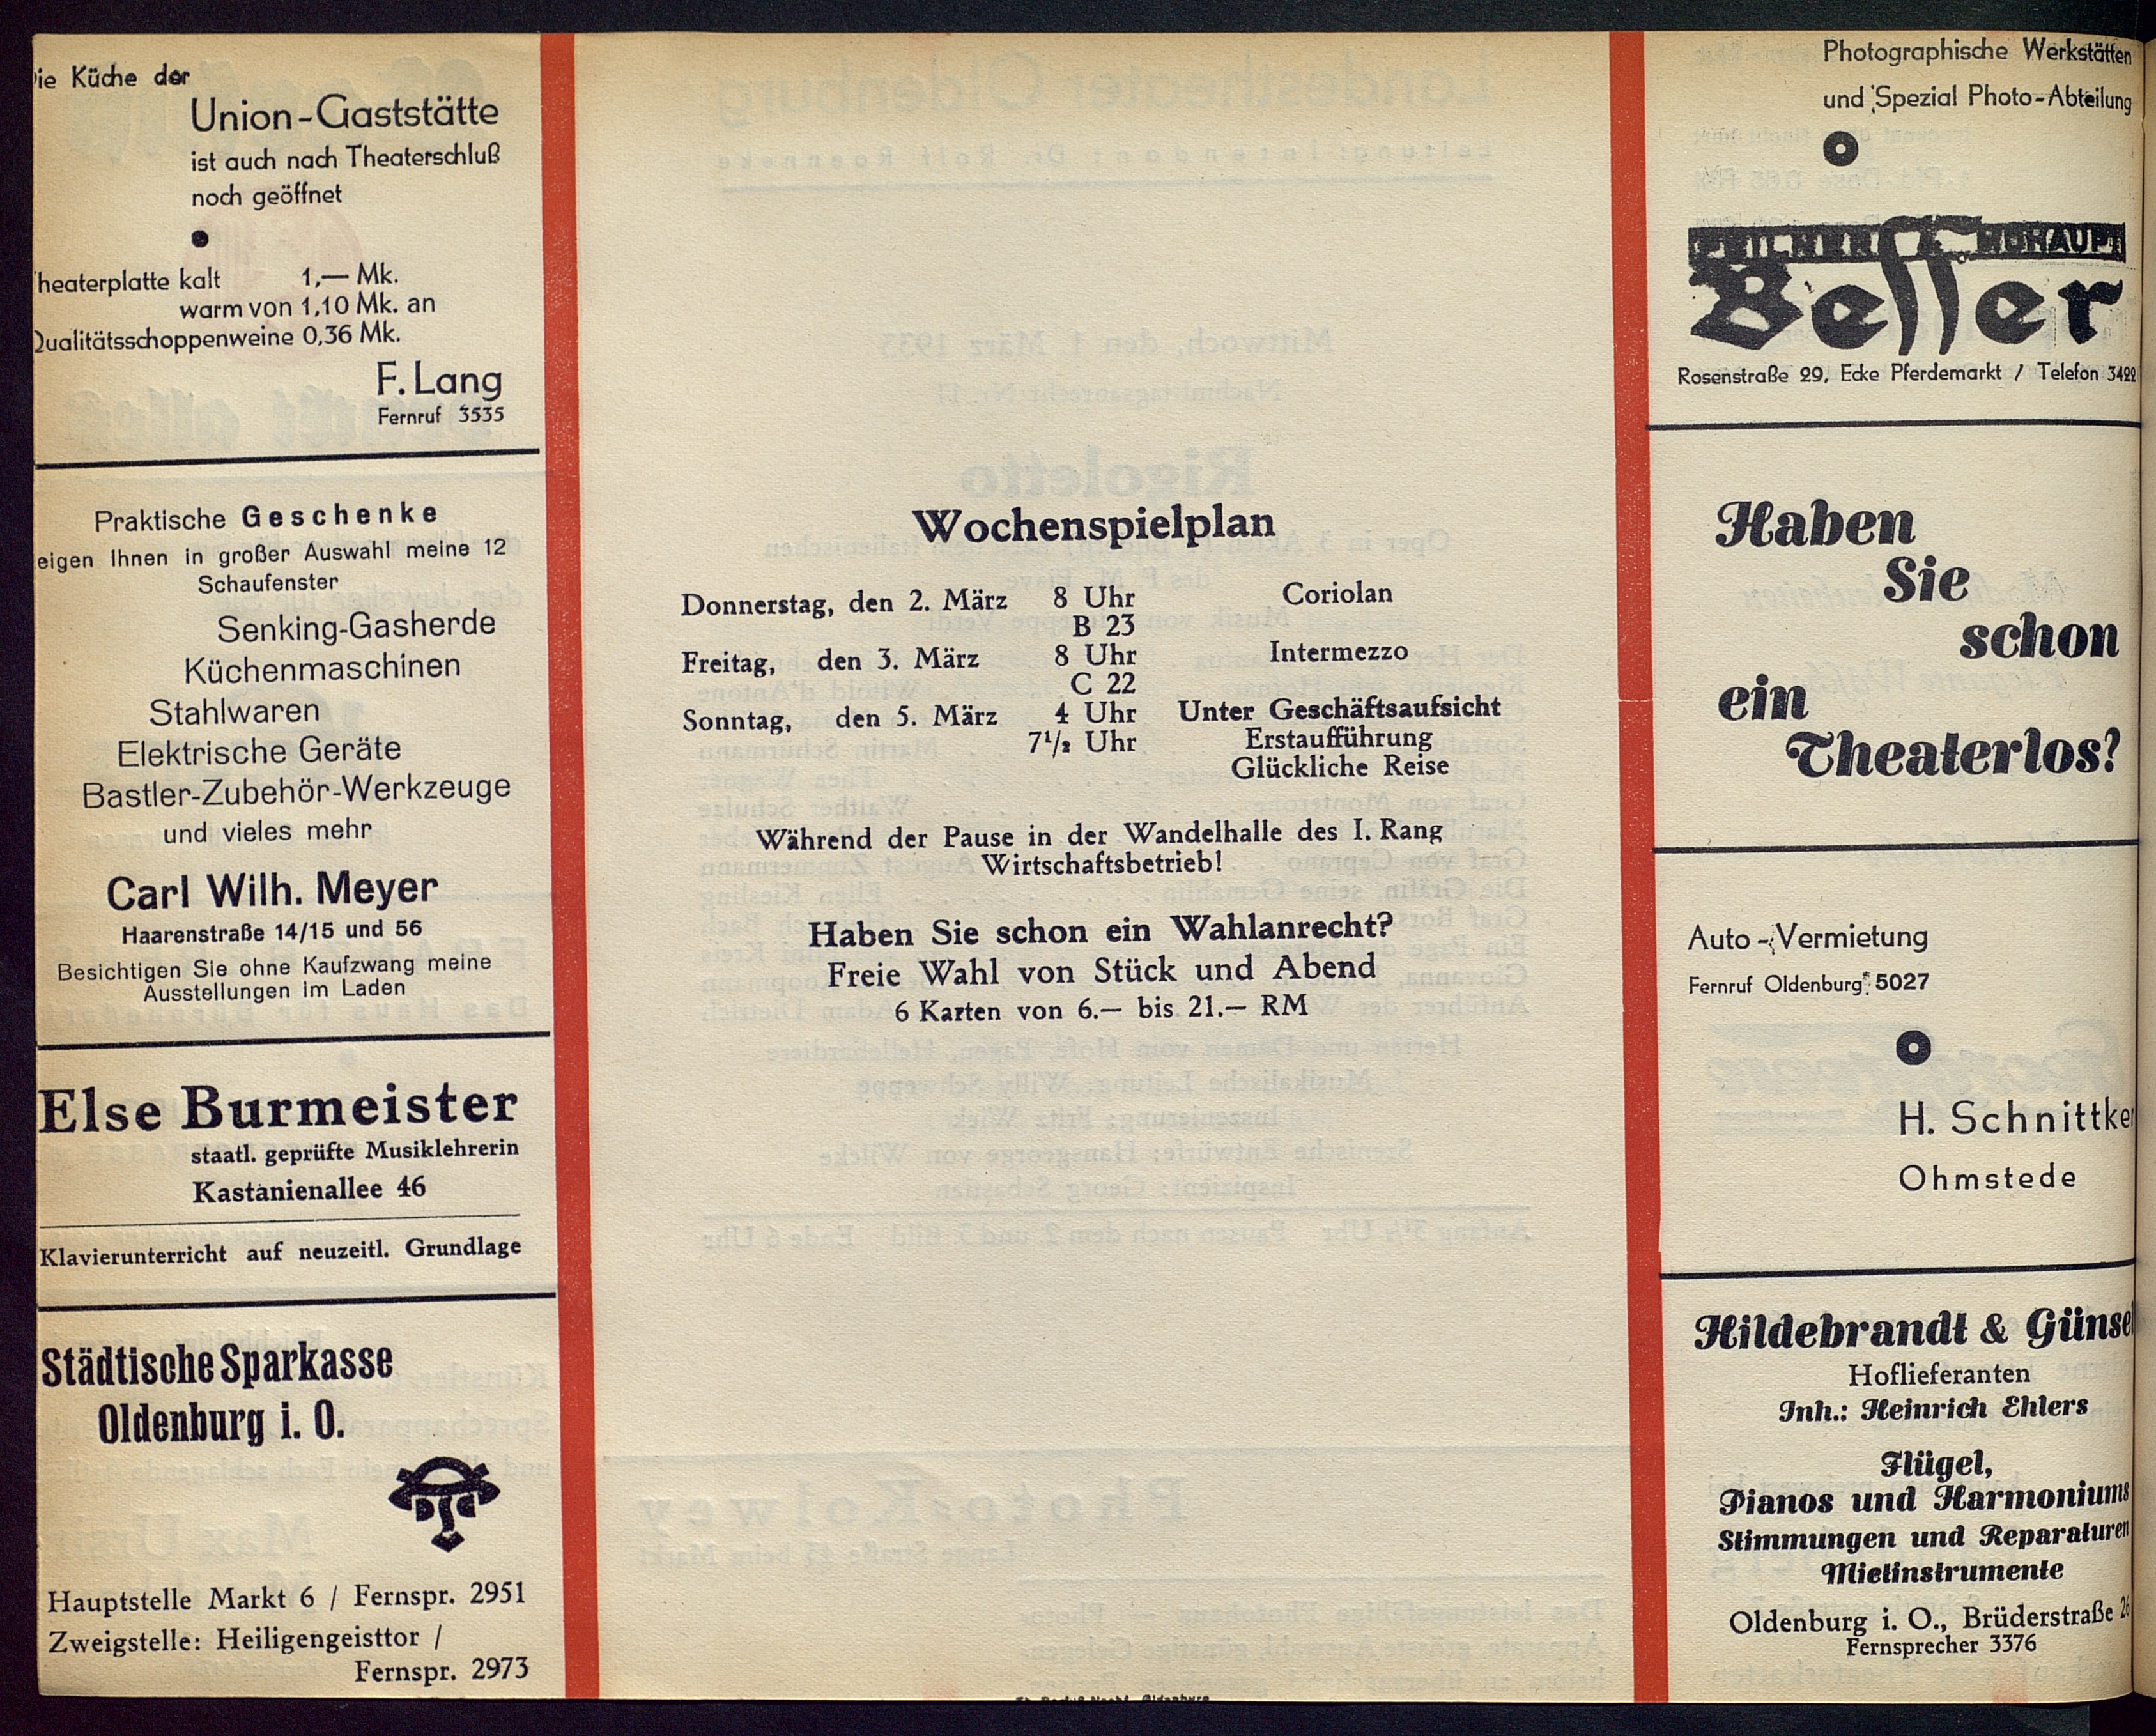 ie Küche der
Union-Gaststätte
ist auch nach Theaterschluß
noch geöffnet
heaterplatte kalt 1,— Mk.
warm von 1,10 Mk. an
Qualitätsschoppenweine 0,36 Mk.
F. Lang
Fernruf 3535
Praktische Geschenke
eigen Ihnen in großer Auswahl meine 12
Schaufenster
Senking-Gasherde
Küchenmaschinen
Stahlwaren
Elektrische Geräte
Bastler-Zubehör-Werkzeuge
und vieles mehr
Carl Wilh. Meyer
Haarenstraße 14/15 und 56
Besichtigen Sie ohne Kaufzwang meine
Ausstellungen im Laden
Else Burmeister
staatl. geprüfte Musiklehrerin
Kastanienallee 46
Klavierunterricht auf neuzeitl. Grundlage
Städtische Sparkasse
Oldenburg i. O.
Hauptstelle Markt 6 / Fernspr. 2951
Zweigstelle: Heiligengeisttor /
Fernspr. 2973
Wochenspielplan
Donnerstag, den 2. März 8 Uhr Coriolan
B 23
Freitag, den 3. März 8 Uhr Intermezzo
C 22
Sonntag, den 5. März 4 Uhr Unter Geschäftsaufsicht
7½ Uhr Erstaufführung
Glückliche Reise
Während der Pause in der Wandelhalle des I. Rang
Wirtschaftsbetrieb!
Haben Sie schon ein Wahlanrecht?
Freie Wahl von Stück und Abend
6 Karten von 6.— bis 21.— RM
Photographische Werkstätten
und Spezial Photo-Abteilung
Besser
Rosenstraße 29, Ecke Pferdemarkt / Telefon 3422
Haben
Sie
schon
ein
Theaterlos?
Auto-Vermietung
Fernruf Oldenburg 5027
H. Schnittker
Ohmstede
Hildebrandt & Günsel
Hoflieferanten
Inh.: Heinrich Ehlers
Flügel,
Pianos und Harmoniums
Stimmungen und Reparaturen
Mietinstrumente
Oldenburg i. O., Brüderstraße
Fernsprecher 3376